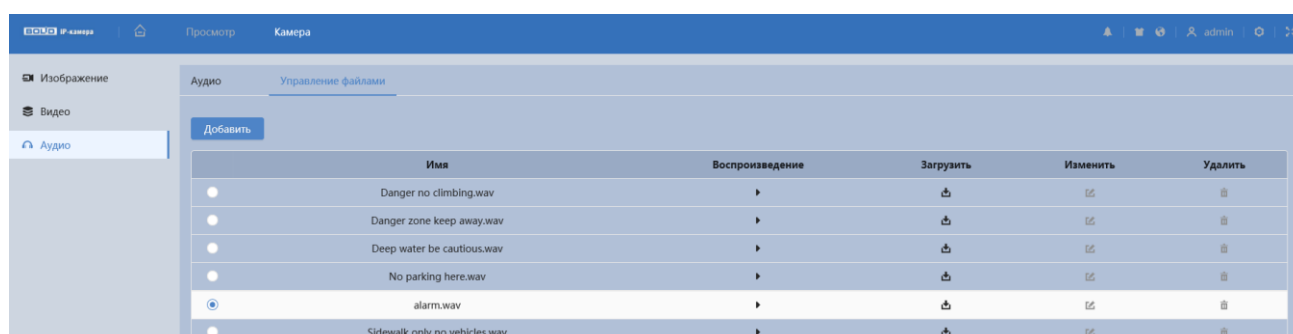 BOLID IP-камера Просмотр Камера admin
Изображение
Видео
Аудио
Аудио Управление файлами
Добавить
Имя Воспроизведение Загрузить Изменить Удалить
Danger no climbing.wav
Danger zone keep away.wav
Deep water be cautious.wav
No parking here.wav
alarm.wav
Sidewalk only no vehicles.wav